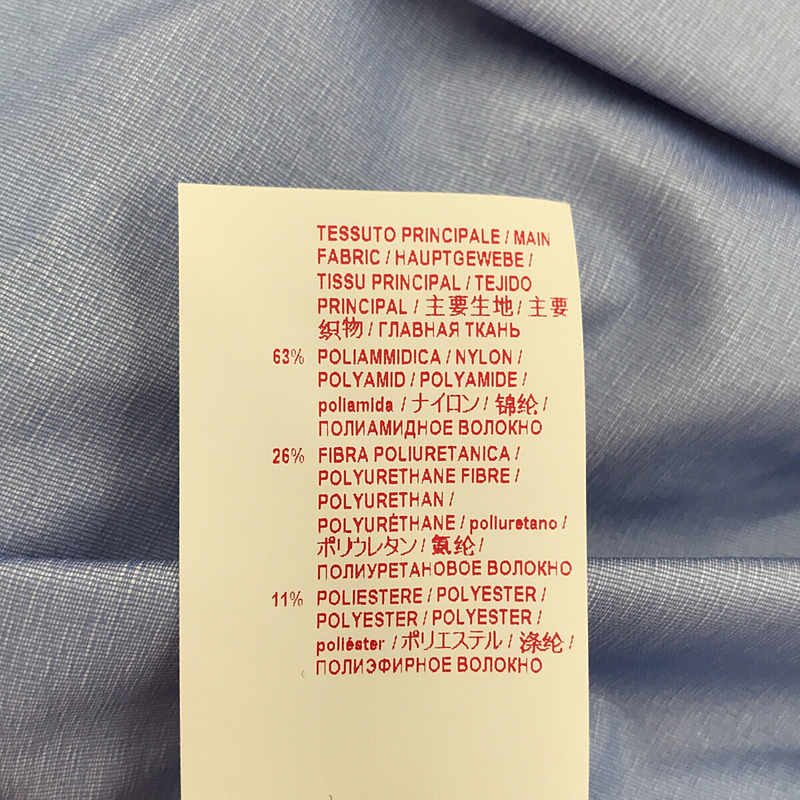 TESSUTO PRINCIPALE / MAIN
FABRIC / HAUPTGEWEBE /
TISSU PRINCIPAL / TEJIDO
PRINCIPAL / 主要生地 / 主要
织物 / ГЛАВНАЯ ТКАНЬ
63% POLIAMMIDICA / NYLON /
POLYAMID / POLYAMIDE /
poliamida / ナイロン / 锦纶 /
ПОЛИАМИДНОЕ ВОЛОКНО
26% FIBRA POLIURETANICA /
POLYURETHANE FIBRE /
POLYURETHAN /
POLYURÉTHANE / poliuretano /
ポリウレタン / 氨纶 /
ПОЛИУРЕТАНОВОЕ ВОЛОКНО
11% POLIESTERE / POLYESTER /
POLYESTER / POLYESTER /
poliéster / ポリエステル / 涤纶 /
ПОЛИЭФИРНОЕ ВОЛОКНО